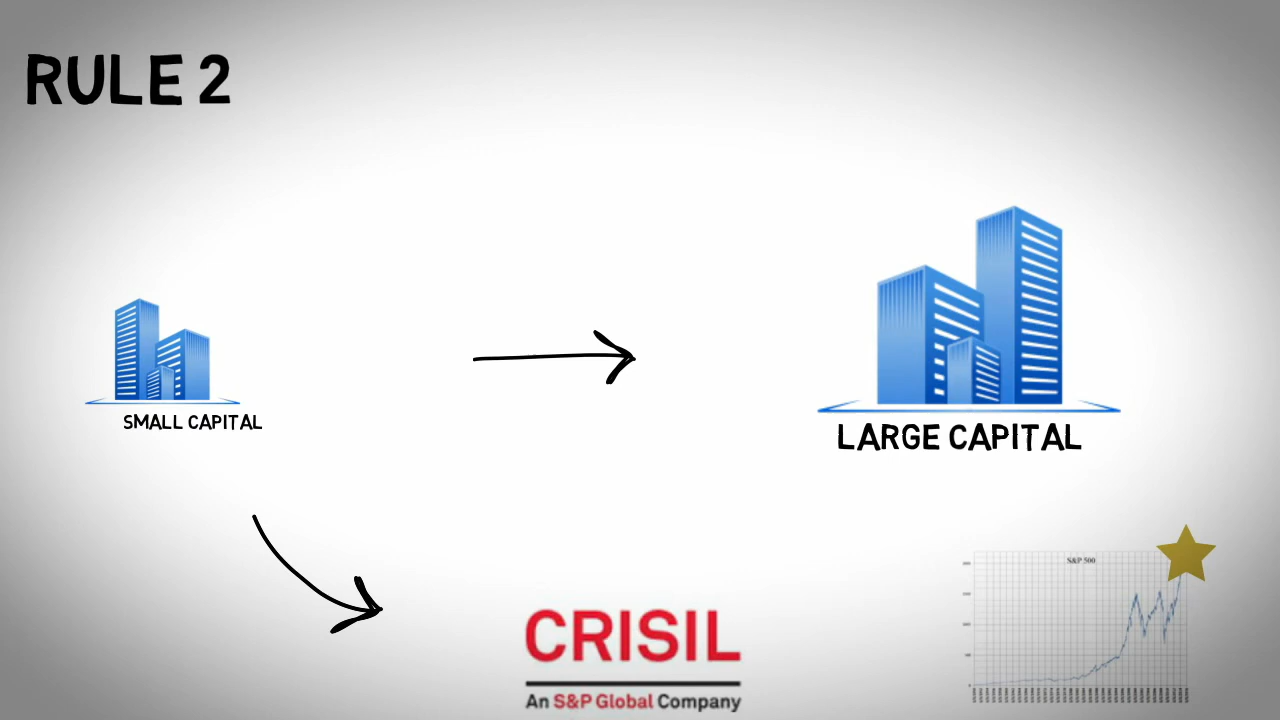 RULE 2
SMALL CAPITAL
LARGE CAPITAL
S&P 500
CRISIL
An S&P Global Company